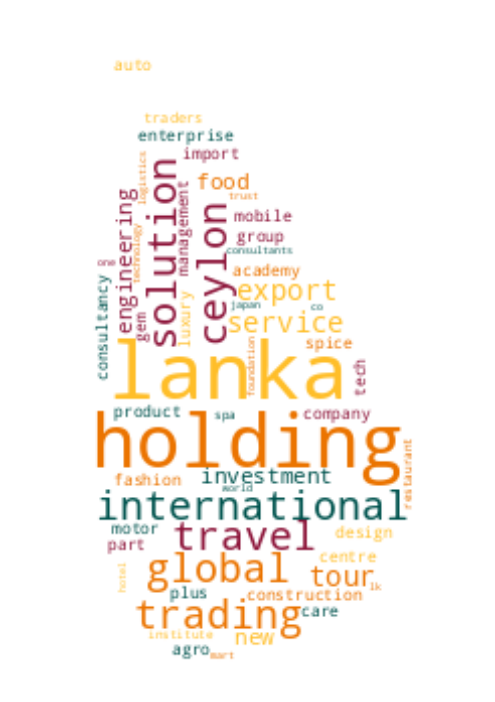 auto
traders
enterprise
import
logistics
solution
management
food
trust
engineering
technology
ceylon
mobile
group
consultants
one
academy
consultancy
gem
luxury
export
japan
co
service
spice
foundation
tech
lanka
product
spa
company
holding
restaurant
fashion
investment
world
international
motor
travel
design
part
centre
hotel
global
tour
lk
plus
construction
trading
care
institute
new
agro
mart